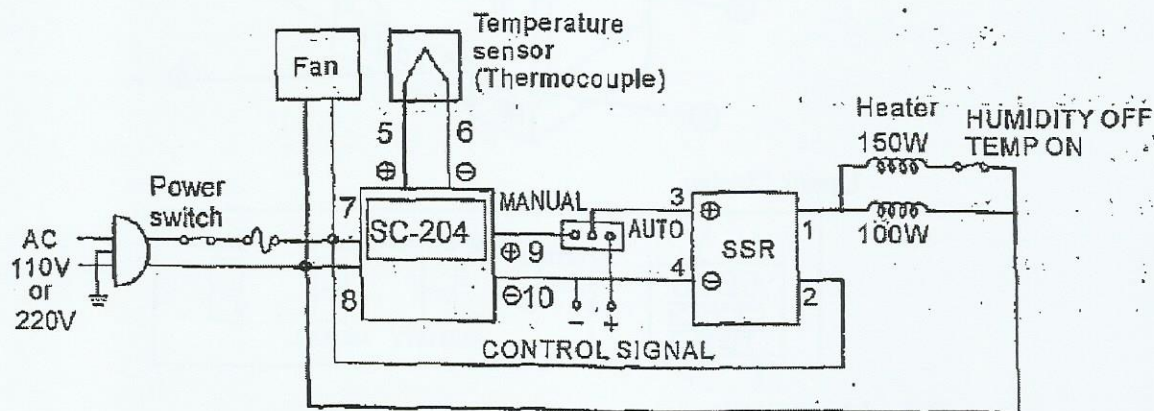 Fan
Temperature
sensor
(Thermocouple)
5
6
⊕
⊖
Power
switch
AC
110V
or
220V
7
8
SC-204
MANUAL
AUTO
⊕ 9
⊖10
3
⊕
4
⊖
SSR
1
2
Heater
150W
HUMIDITY OFF
TEMP ON
100W
- +
CONTROL SIGNAL